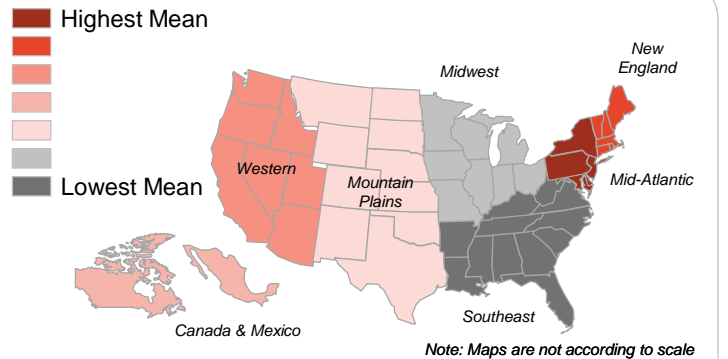 Highest Mean
New
England
Midwest
Western
Mountain
Plains
Mid-Atlantic
Lowest Mean
Southeast
Canada & Mexico
Note: Maps are not according to scale